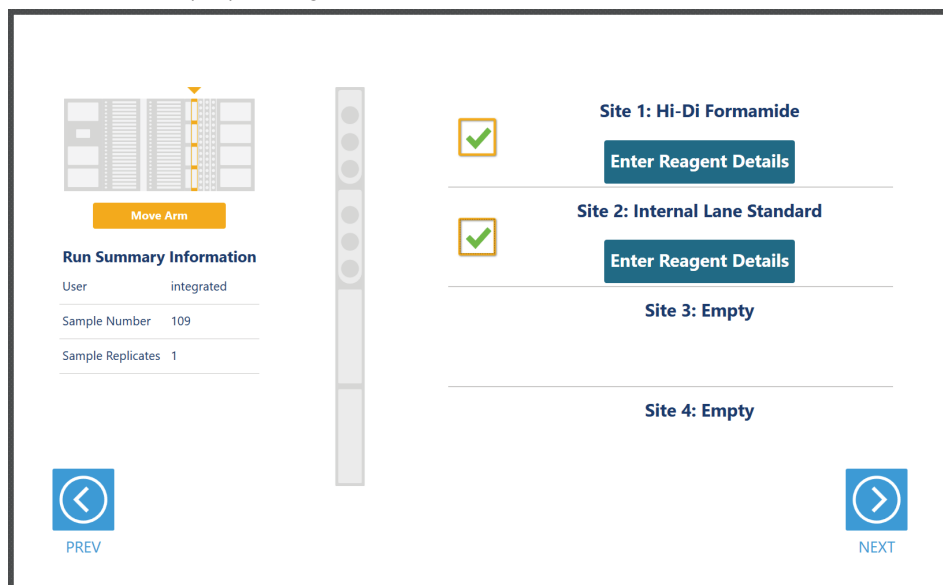 Move Arm
Run Summary Information
User integrated
Sample Number 109
Sample Replicates 1
Site 1: Hi-Di Formamide
Enter Reagent Details
Site 2: Internal Lane Standard
Enter Reagent Details
Site 3: Empty
Site 4: Empty
PREV
NEXT